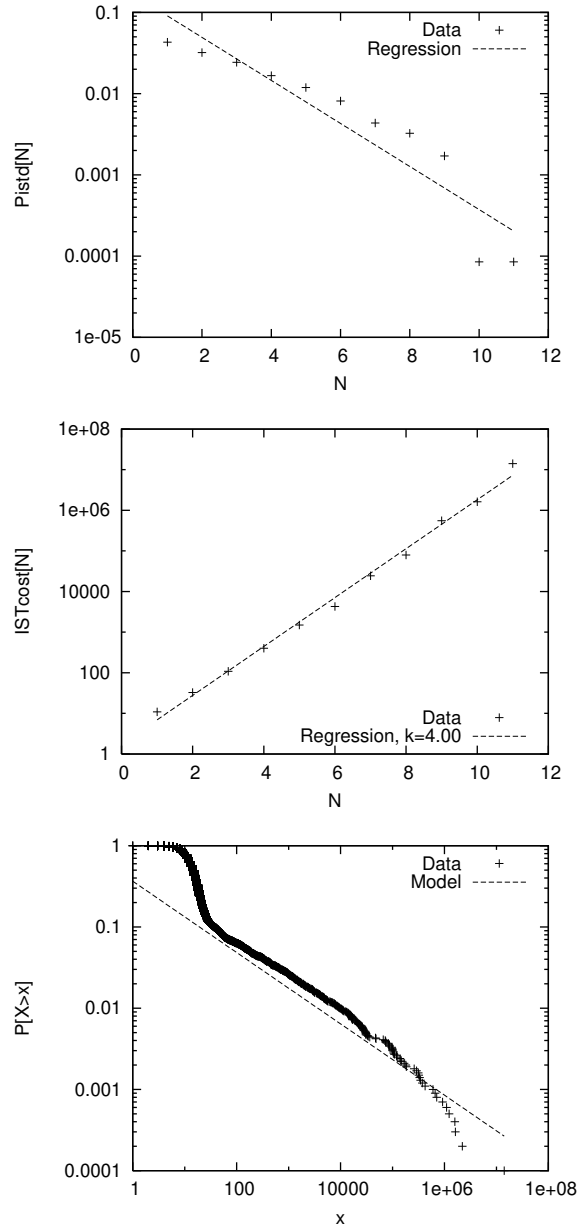 0.1
0.01
0.001
0.0001
1e-05
Pistd[N]
Data
Regression
0 2 4 6 8 10 12
N
1e+08
1e+06
10000
100
1
ISTcost[N]
Data
Regression, k=4.00
0 2 4 6 8 10 12
N
1
0.1
0.01
0.001
0.0001
P[X>x]
Data
Model
1 100 10000 1e+06 1e+08
x